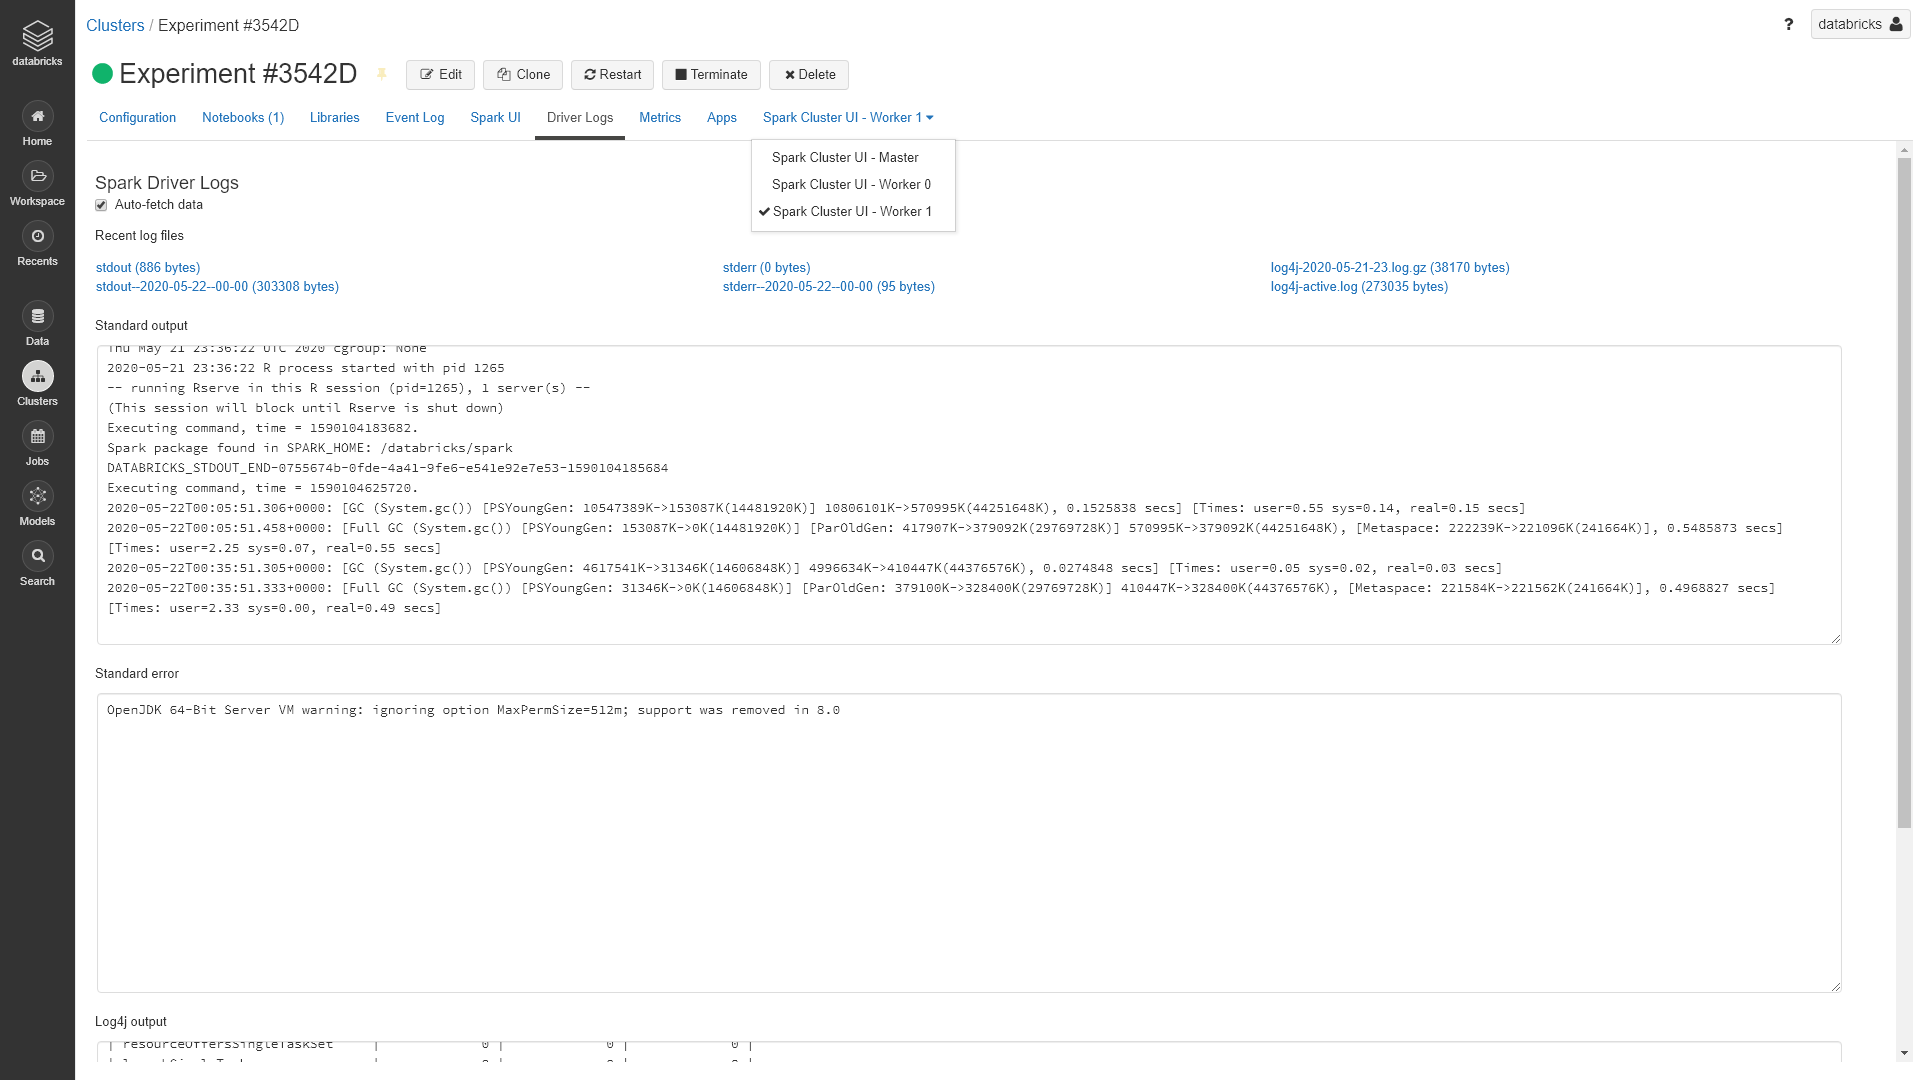 databricks
Home
Workspace
Recents
Data
Clusters
Jobs
Models
Search
Clusters / Experiment #3542D
? databricks
Experiment #3542D
Edit
Clone
Restart
Terminate
Delete
Configuration
Notebooks (1)
Libraries
Event Log
Spark UI
Driver Logs
Metrics
Apps
Spark Cluster UI - Worker 1
Spark Cluster UI - Master
Spark Cluster UI - Worker 0
Spark Cluster UI - Worker 1
Spark Driver Logs
Auto-fetch data
Recent log files
stdout (886 bytes)
stderr (0 bytes)
log4j-2020-05-21-23.log.gz (38170 bytes)
stdout--2020-05-22--00-00 (303308 bytes)
stderr--2020-05-22--00-00 (95 bytes)
log4j-active.log (273035 bytes)
Standard output
Thu May 21 23:36:22 UTC 2020 cgroup: None
2020-05-21 23:36:22 R process started with pid 1265
-- running Rserve in this R session (pid=1265), 1 server(s) --
(This session will block until Rserve is shut down)
Executing command, time = 1590104183682.
Spark package found in SPARK_HOME: /databricks/spark
DATABRICKS_STDOUT_END-0755674b-0fde-4a41-9fe6-e541e92e7e53-1590104185684
Executing command, time = 1590104625720.
2020-05-22T00:05:51.306+0000: [GC (System.gc()) [PSYoungGen: 10547389K->153087K(14481920K)] 10806101K->570995K(44251648K), 0.1525838 secs] [Times: user=0.55 sys=0.14, real=0.15 secs]
2020-05-22T00:05:51.458+0000: [Full GC (System.gc()) [PSYoungGen: 153087K->0K(14481920K)] [ParOldGen: 417907K->379092K(29769728K)] 570995K->379092K(44251648K), [Metaspace: 222239K->221096K(241664K)], 0.5485873 secs]
[Times: user=2.25 sys=0.07, real=0.55 secs]
2020-05-22T00:35:51.305+0000: [GC (System.gc()) [PSYoungGen: 4617541K->31346K(14606848K)] 4996634K->410447K(44376576K), 0.0274848 secs] [Times: user=0.05 sys=0.02, real=0.03 secs]
2020-05-22T00:35:51.333+0000: [Full GC (System.gc()) [PSYoungGen: 31346K->0K(14606848K)] [ParOldGen: 379100K->328400K(29769728K)] 410447K->328400K(44376576K), [Metaspace: 221584K->221562K(241664K)], 0.4968827 secs]
[Times: user=2.33 sys=0.00, real=0.49 secs]
Standard error
OpenJDK 64-Bit Server VM warning: ignoring option MaxPermSize=512m; support was removed in 8.0
Log4j output
| resourceOffersSingleTaskSet | 0 | 0 | 0 |